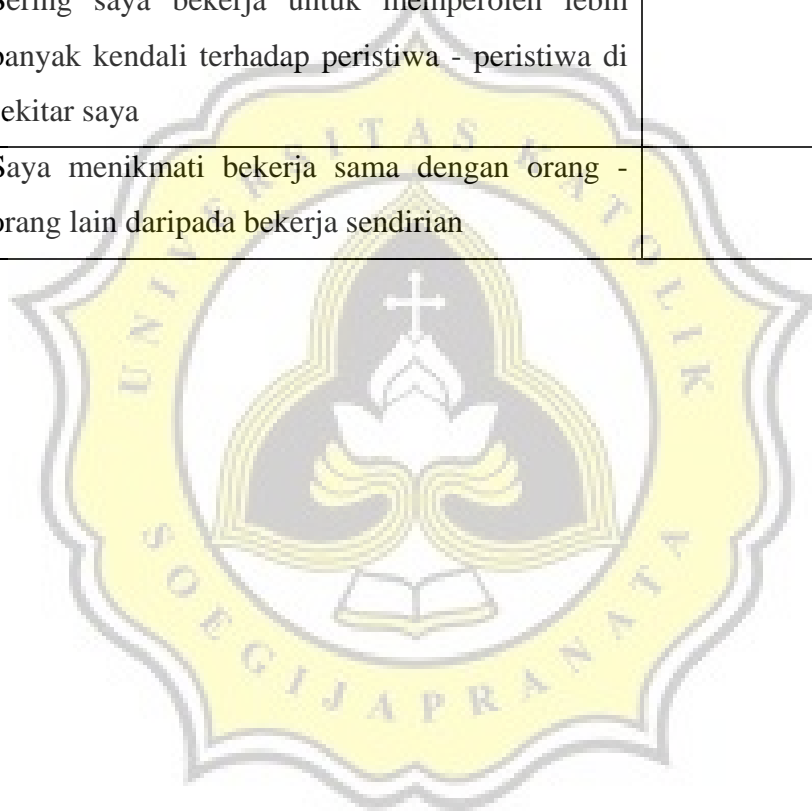 Sering saya bekerja untuk memperoleh lebih
banyak kendali terhadap peristiwa - peristiwa di
sekitar saya
Saya menikmati bekerja sama dengan orang -
orang lain daripada bekerja sendirian
UNIVERSITAS KATOLIK
SOEGIJAPRANATA